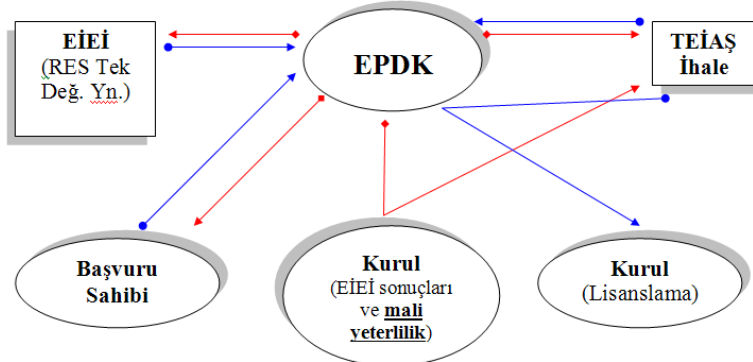 EİEİ
(RES Tek
Değ. Yn.)
EPDK
TEİAŞ
İhale
Başvuru
Sahibi
Kurul
(EİEİ sonuçları
ve mali
yeterlilik)
Kurul
(Lisanslama)